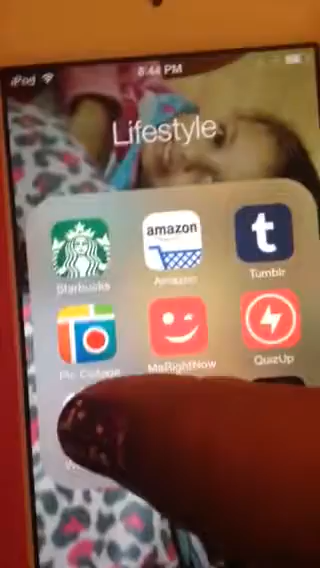 iPod
8:44 PM
Lifestyle
amazon
t
Starbucks
Amazon
Tumblr
Pic Collage
MeRightNow
QuizUp